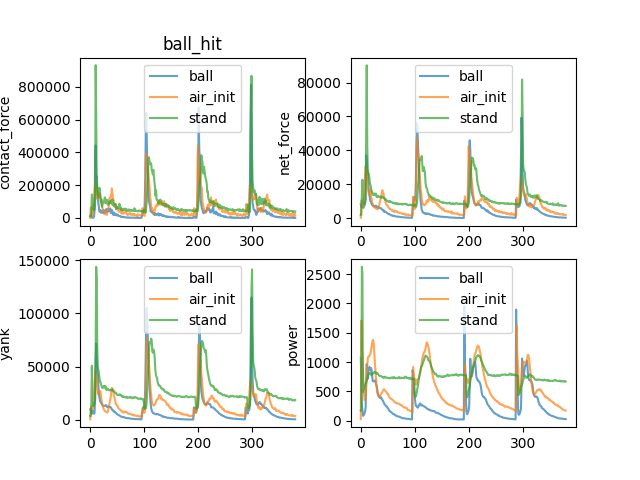 ball_hit
contact_force
800000
600000
400000
200000
0
0
100
200
300
ball
air_init
stand
net_force
80000
60000
40000
20000
0
0
100
200
300
ball
air_init
stand
yank
150000
100000
50000
0
0
100
200
300
ball
air_init
stand
power
2500
2000
1500
1000
500
0
0
100
200
300
ball
air_init
stand